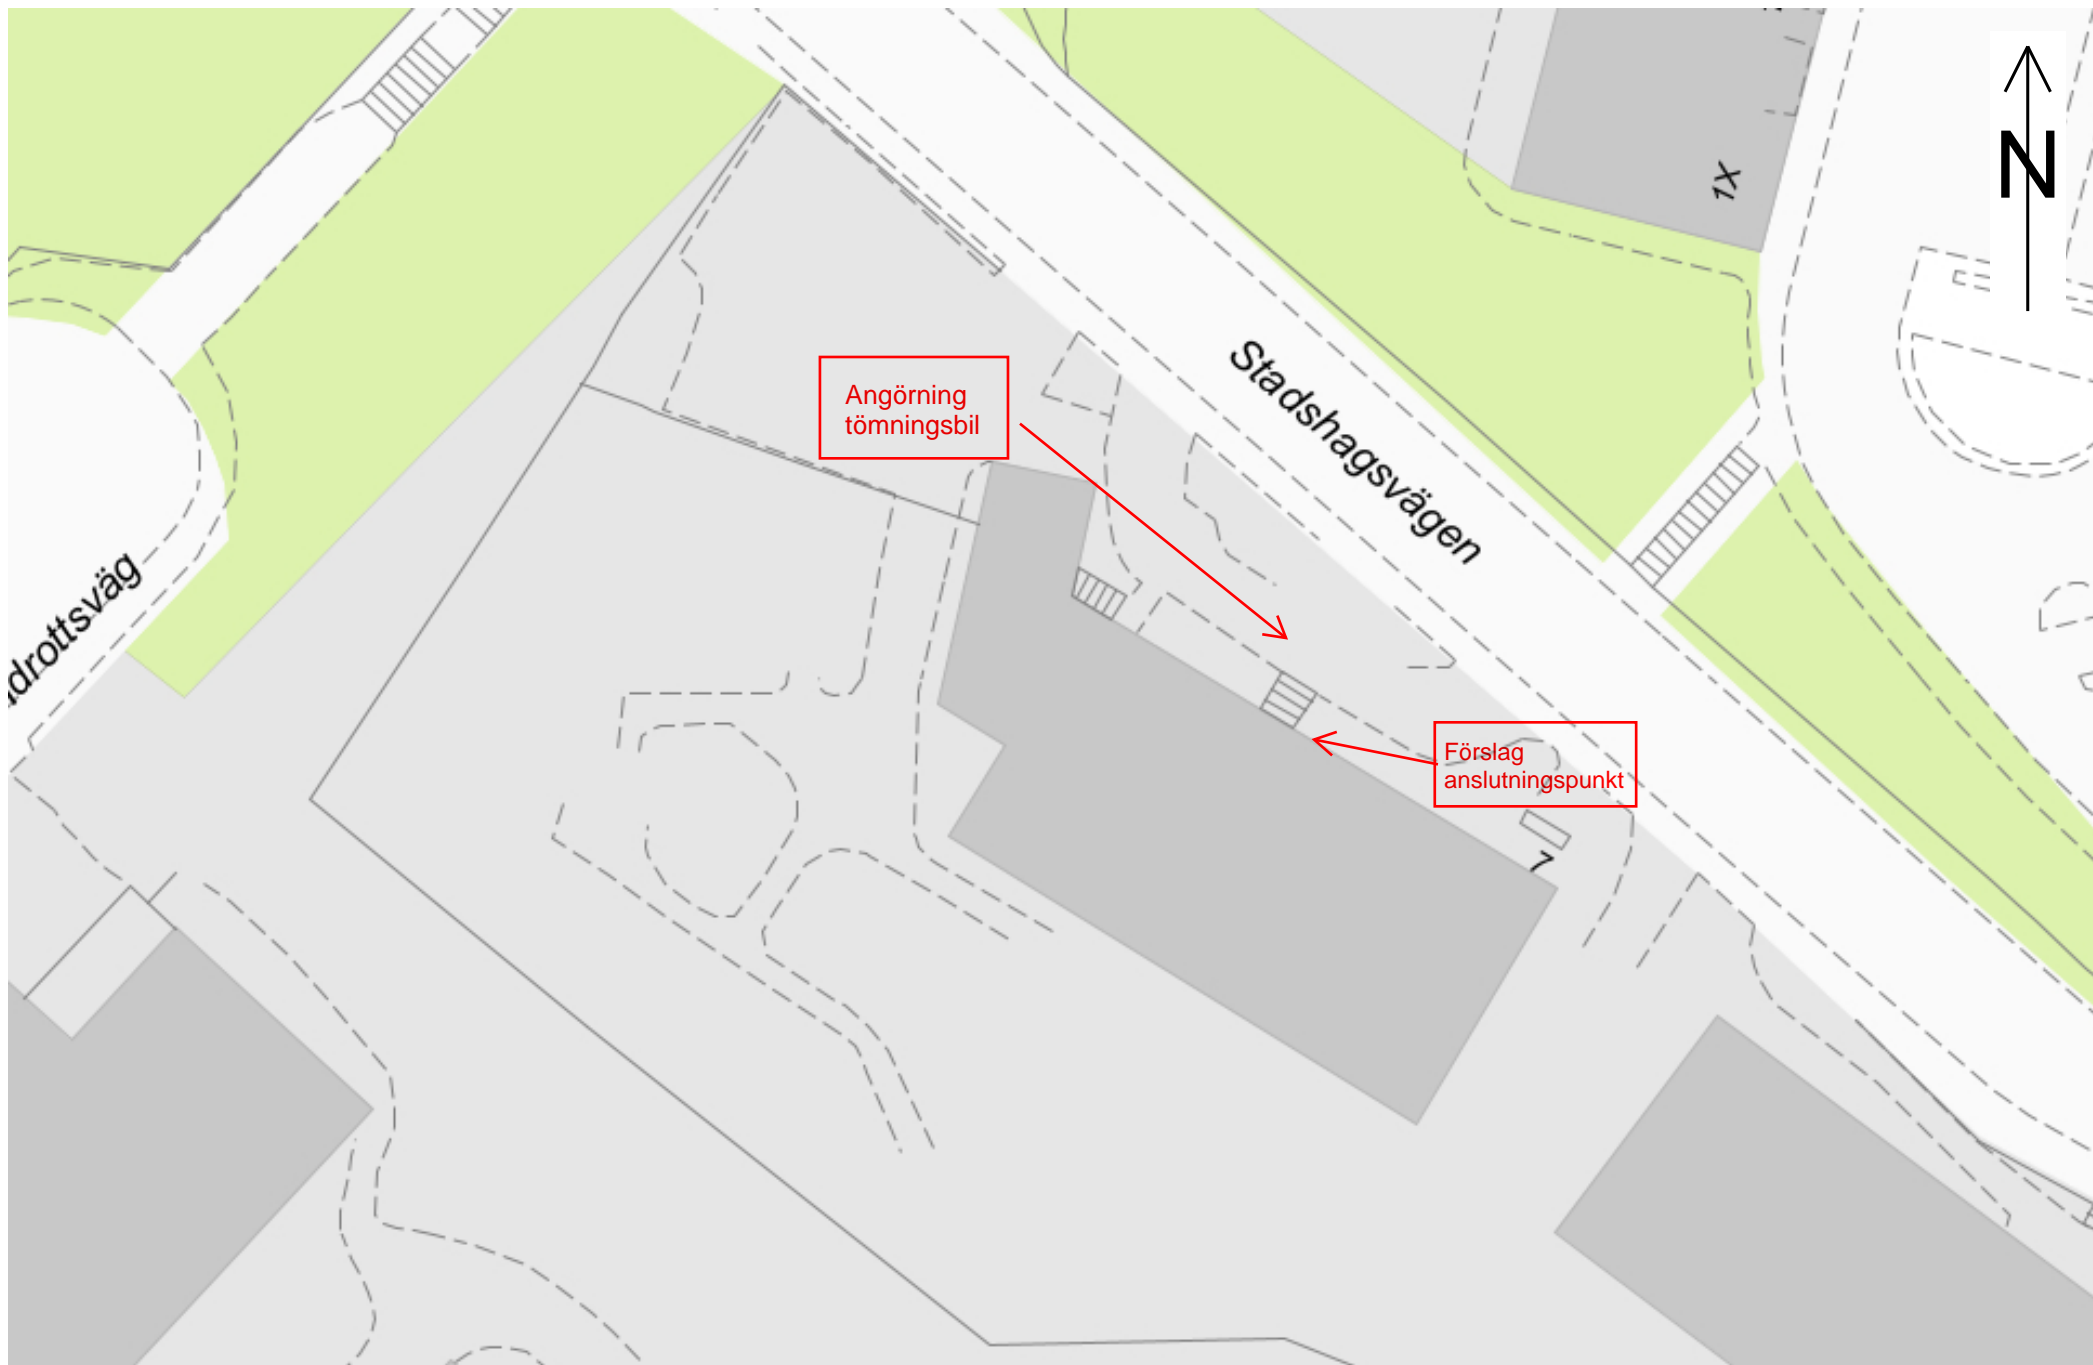 1X
N
Stadshagsvägen
Angörning
tömningsbil
drottsväg
Förslag
anslutningspunkt
7